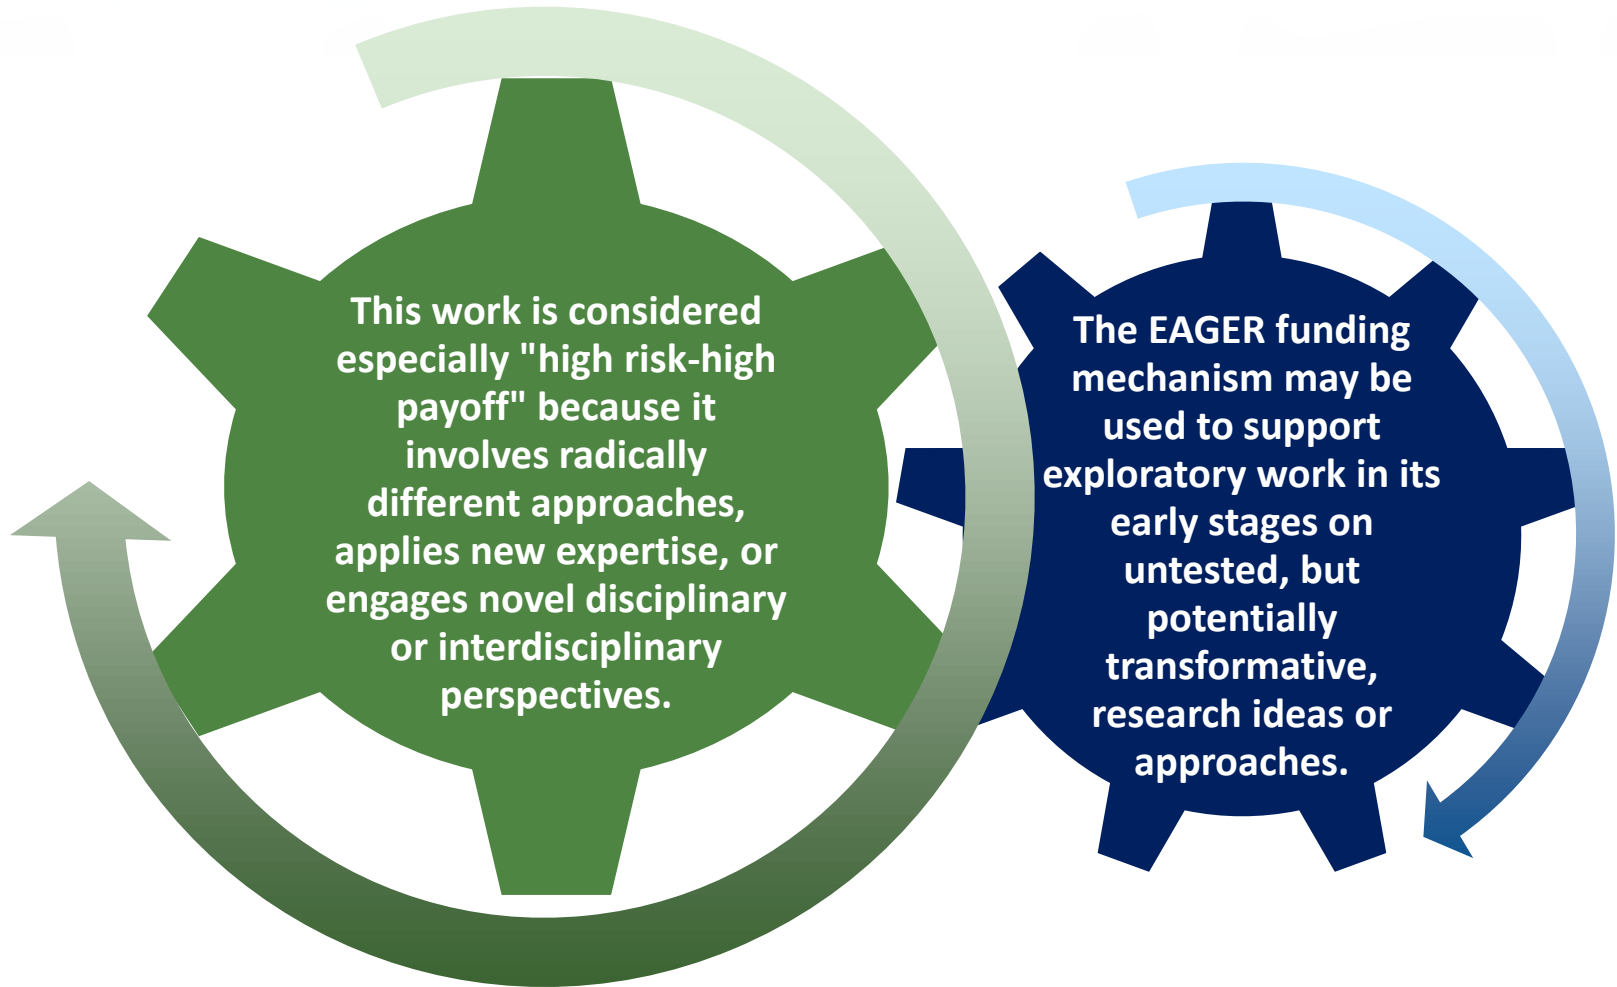 This work is considered
especially "high risk-high
payoff" because it
involves radically
different approaches,
applies new expertise, or
engages novel disciplinary
or interdisciplinary
perspectives.
The EAGER funding
mechanism may be
used to support
exploratory work in its
early stages on
untested, but
potentially
transformative,
research ideas or
approaches.